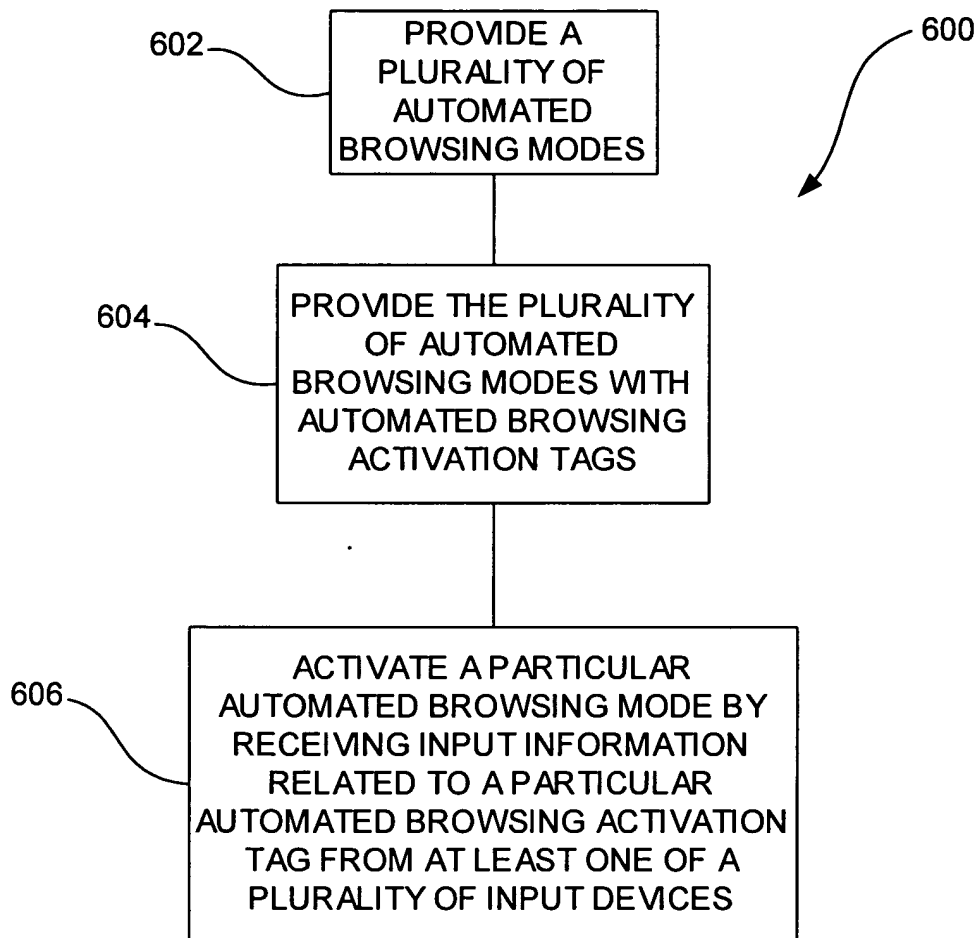 602
PROVIDE A
PLURALITY OF
AUTOMATED
BROWSING MODES
600
604
PROVIDE THE PLURALITY
OF AUTOMATED
BROWSING MODES WITH
AUTOMATED BROWSING
ACTIVATION TAGS
606
ACTIVATE A PARTICULAR
AUTOMATED BROWSING MODE BY
RECEIVING INPUT INFORMATION
RELATED TO A PARTICULAR
AUTOMATED BROWSING ACTIVATION
TAG FROM AT LEAST ONE OF A
PLURALITY OF INPUT DEVICES